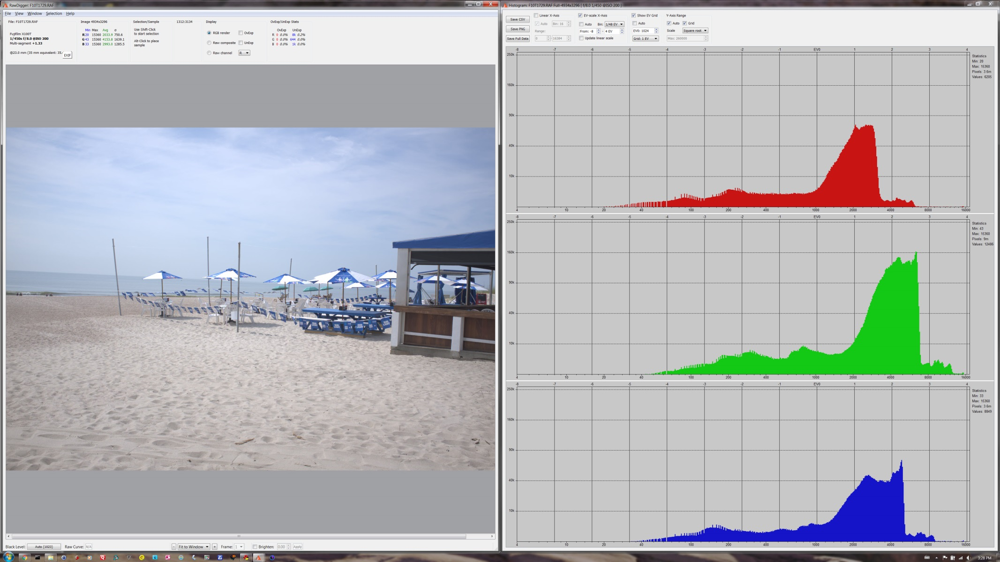 RawDigger: F10T1729.RAF
File View Window Selection Help
File: F10T1729.RAF
Fujifilm X100T
1/450s f/8.0 @ISO 200
Multi-segment +1.33
@23.0 mm (35 mm equivalent: 35.
EXIF
Image 4934x3296
Min Max Avg σ
R 20 15360 2033.9 750.6
G 43 15360 4153.8 1639.1
B 33 15360 2993.0 1285.5
Selection/Sample
Use Shift-Click
to start selection
Alt-Click to place
sample
1312:3134
Display
RGB render OvExp
Raw composite UnExp
Raw channel R
OvExp/UnExp Stats
OvExp UnExp
R 0 0.0% 8k 0.2%
G 0 0.0% 644 0.0%
B 0 0.0% 1k 0.0%
BUD LIGHT
Black Level: Auto (1023) Raw Curve: N/A - Fit to Window + Frame: 1 Brighten: 0.00 Apply
Histogram: F10T1729.RAF Full-4934x3296 [ f/8.0 1/450 @ISO 200 ]
Save CSV
Save PNG
Save Full Data
Linear X-Axis
Auto Bin: 16
Range:
0 - 16384
EV-scale X-Axis
Auto Bin: 1/48 EV
From: -8 - 4 EV
Update linear scale
Show EV Grid
Auto
EV0: 1024
Grid: 1 EV
Y-Axis Range
Auto Grid
Scale Square root
Max: 260000
-8 -7 -6 -5 -4 -3 -2 -1 EV0 1 2 3 4
250k
160k
90k
40k
10k
4 10 20 40 100 200 400 1000 2000 4000 8000 16000
Statistics
Min: 20
Max: 15360
Pixels: 3.6m
Values: 6205
-8 -7 -6 -5 -4 -3 -2 -1 EV0 1 2 3 4
250k
160k
90k
40k
10k
4 10 20 40 100 200 400 1000 2000 4000 8000 16000
Statistics
Min: 43
Max: 15360
Pixels: 9m
Values: 12486
-8 -7 -6 -5 -4 -3 -2 -1 EV0 1 2 3 4
250k
160k
90k
40k
10k
4 10 20 40 100 200 400 1000 2000 4000 8000 16000
Statistics
Min: 33
Max: 15360
Pixels: 3.6m
Values: 8849
3:28 PM